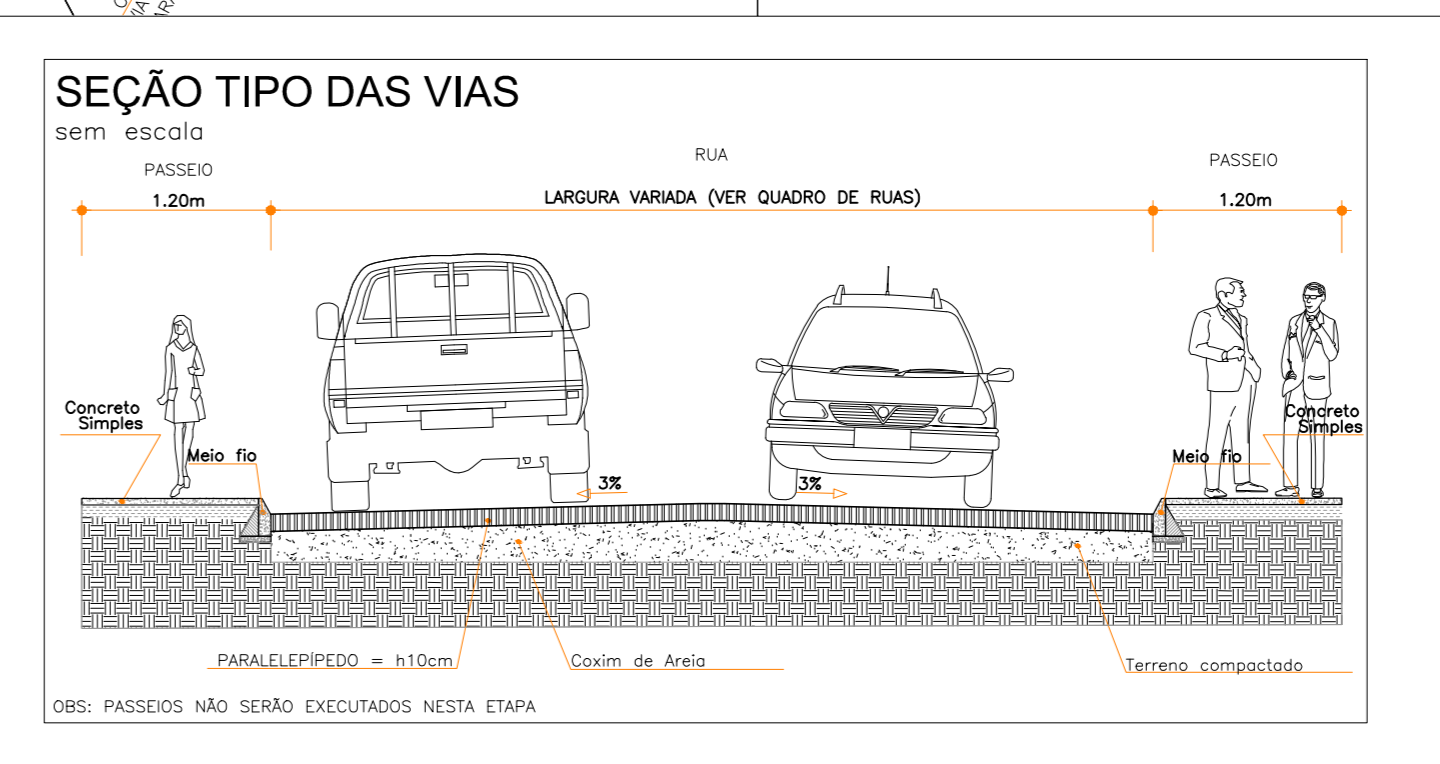 SEÇÃO TIPO DAS VIAS
sem escala
PASSEIO
RUA
PASSEIO
1.20m
LARGURA VARIADA (VER QUADRO DE RUAS)
1.20m
Concreto
Simples
Meio fio
3%
3%
Meio fio
Concreto
Simples
PARALELEPÍPEDO = h10cm
Coxim de Areia
Terreno compactado
OBS: PASSEIOS NÃO SERÃO EXECUTADOS NESTA ETAPA